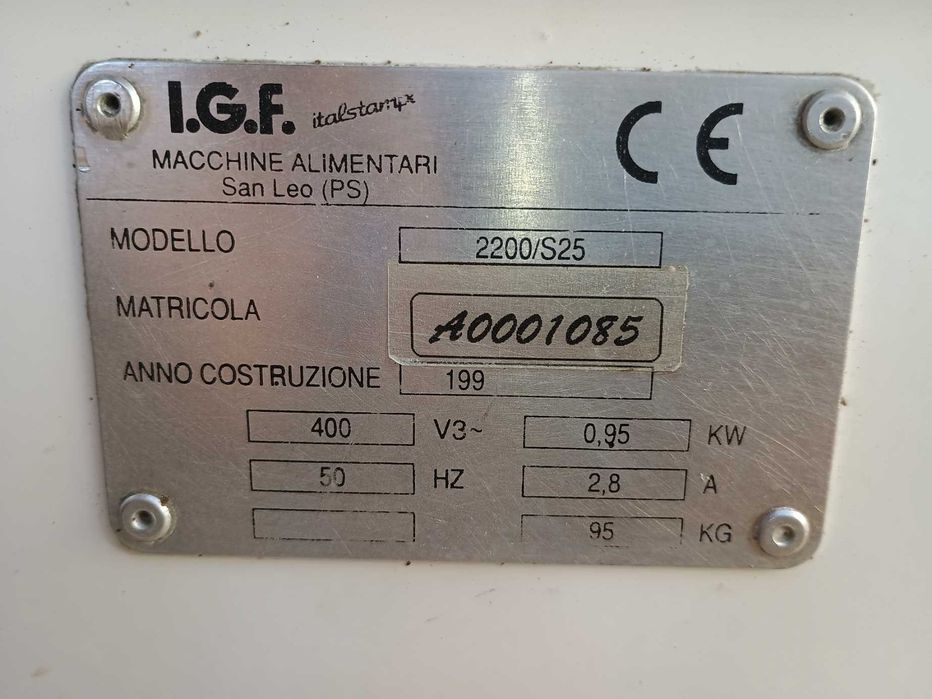 I.G.F. italstampx CE
MACCHINE ALIMENTARI
San Leo (PS)
MODELLO 2200/S25
MATRICOLA A0001085
ANNO COSTRUZIONE 199
400 V3~ 0,95 KW
50 HZ 2,8 A
95 KG